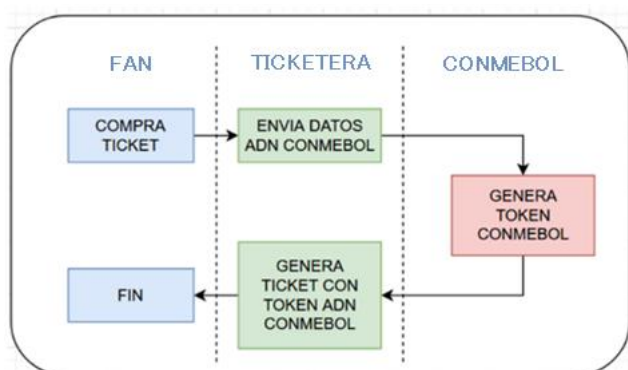 FAN
TICKETERA
CONMEBOL
COMPRA
TICKET
ENVIA DATOS
ADN CONMEBOL
GENERA
TOKEN
CONMEBOL
GENERA
TICKET CON
TOKEN ADN
CONMEBOL
FIN